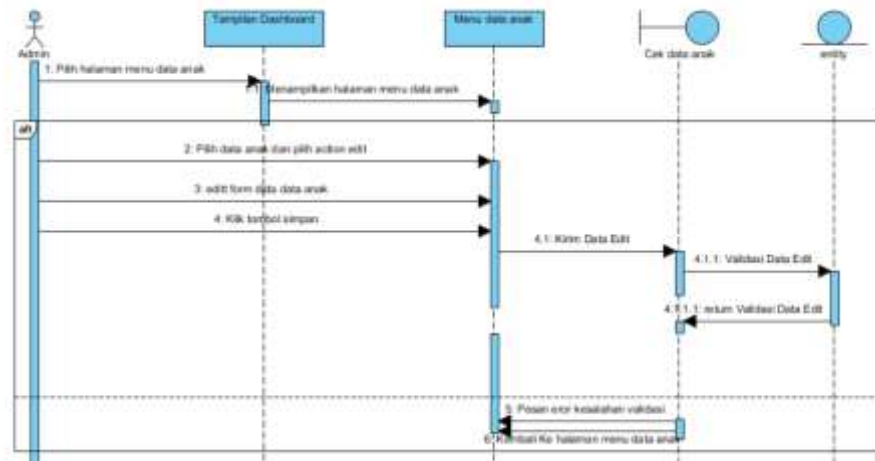 Tampilan Dashboard
Menu data anak
Admin
Cek data anak
entity
1: Pilih halaman menu data anak
1.1: Menampilkan halaman menu data anak
alt
2: Pilih data anak dan pilih action edit
3: editt form data data anak
4: Klik tombol simpan
4.1: Kirim Data Edit
4.1.1: Validasi Data Edit
4.1.1.1: return Validasi Data Edit
5: Pesan eror kesalahan validasi
6: Kembali Ke halaman menu data anak